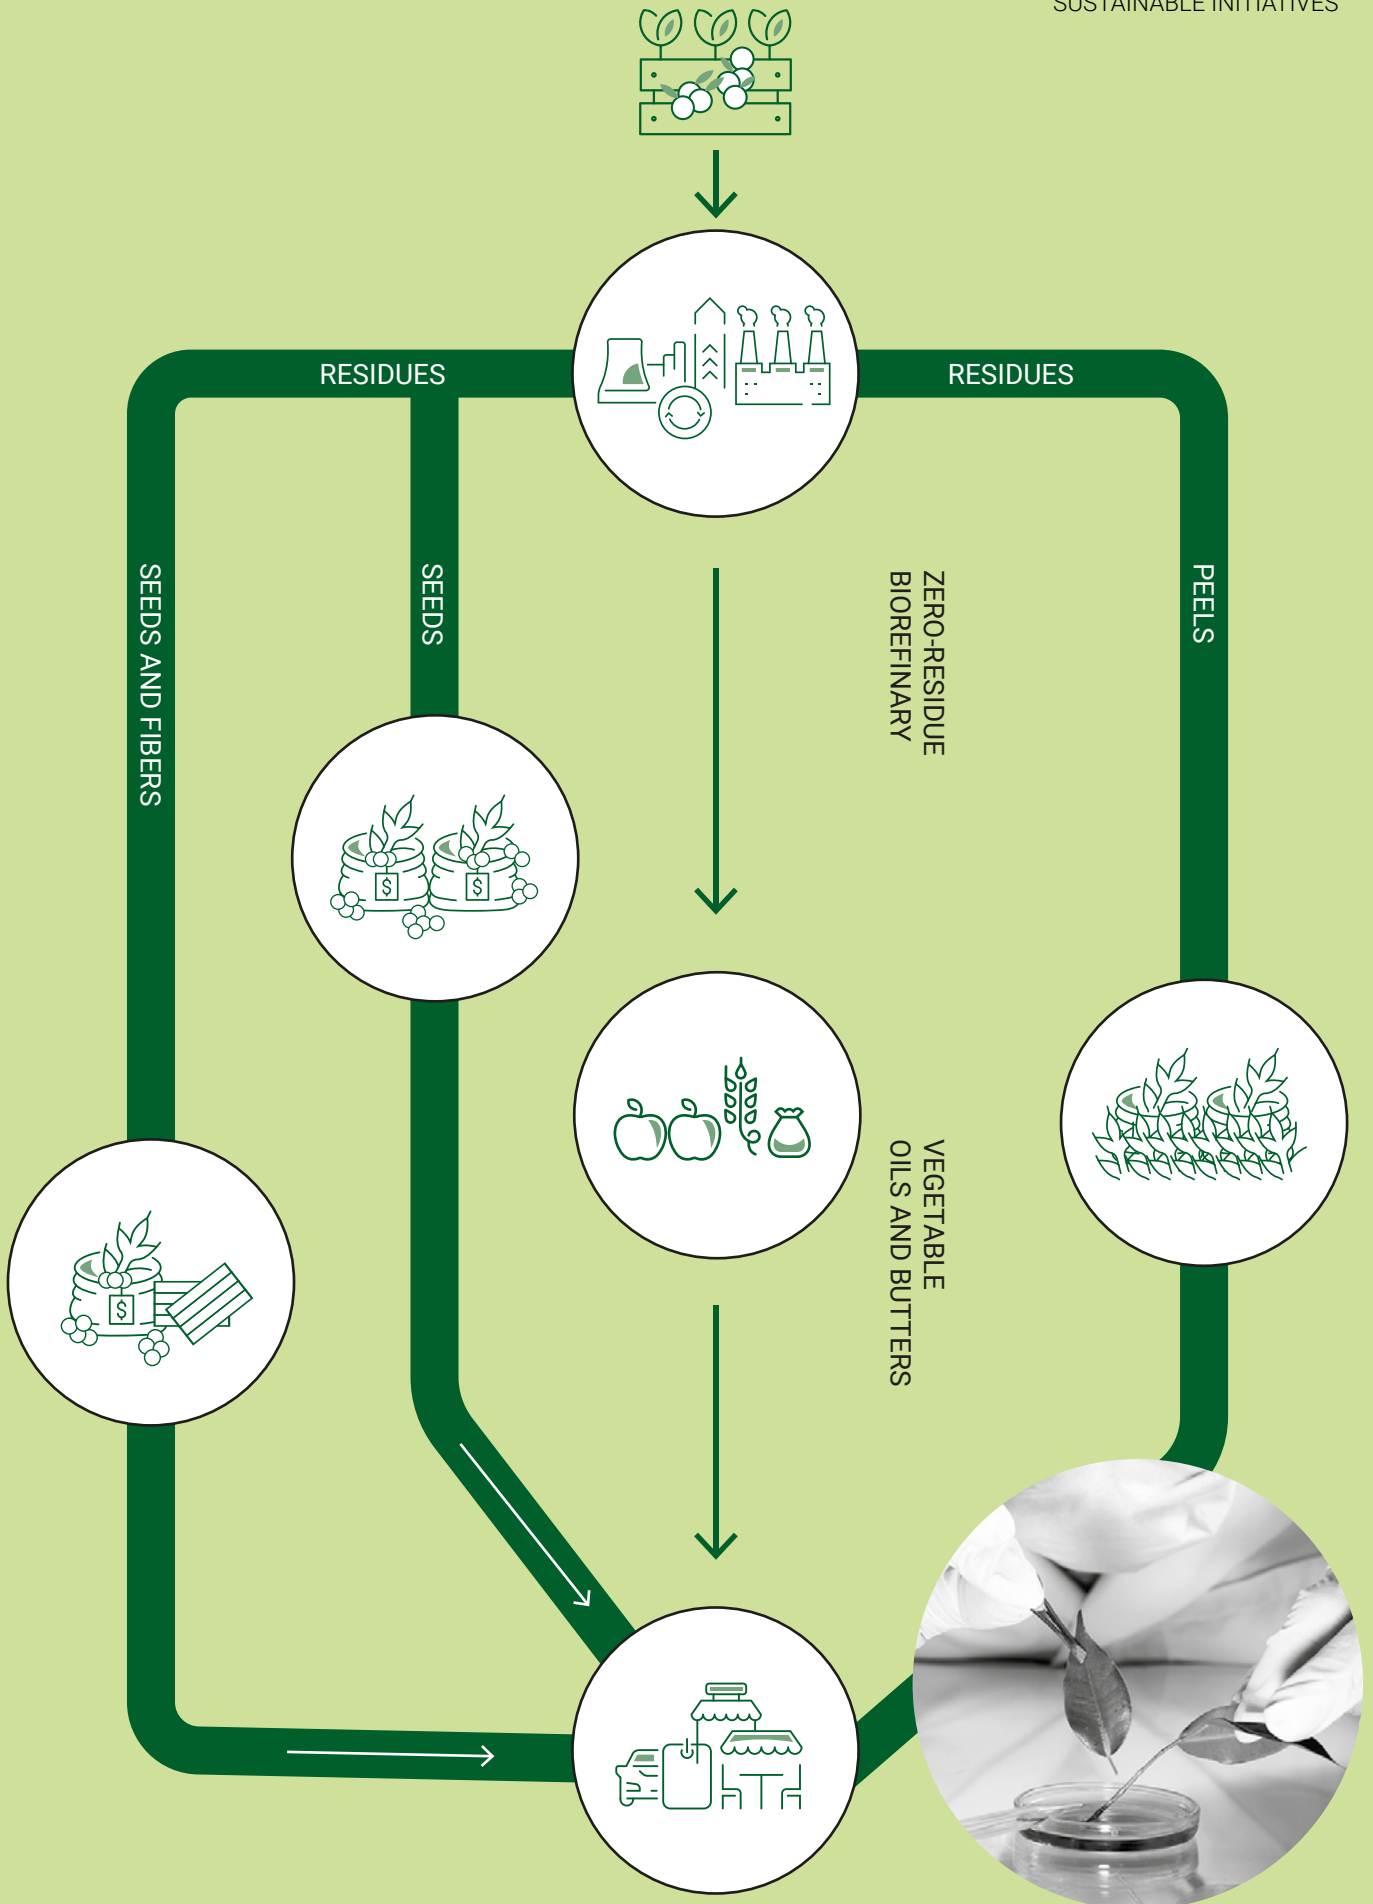 SUSTAINABLE INITIATIVES
RESIDUES
RESIDUES
SEEDS AND FIBERS
SEEDS
ZERO-RESIDUE
BIOREFINARY
PEELS
$
$
VEGETABLE
OILS AND BUTTERS
$